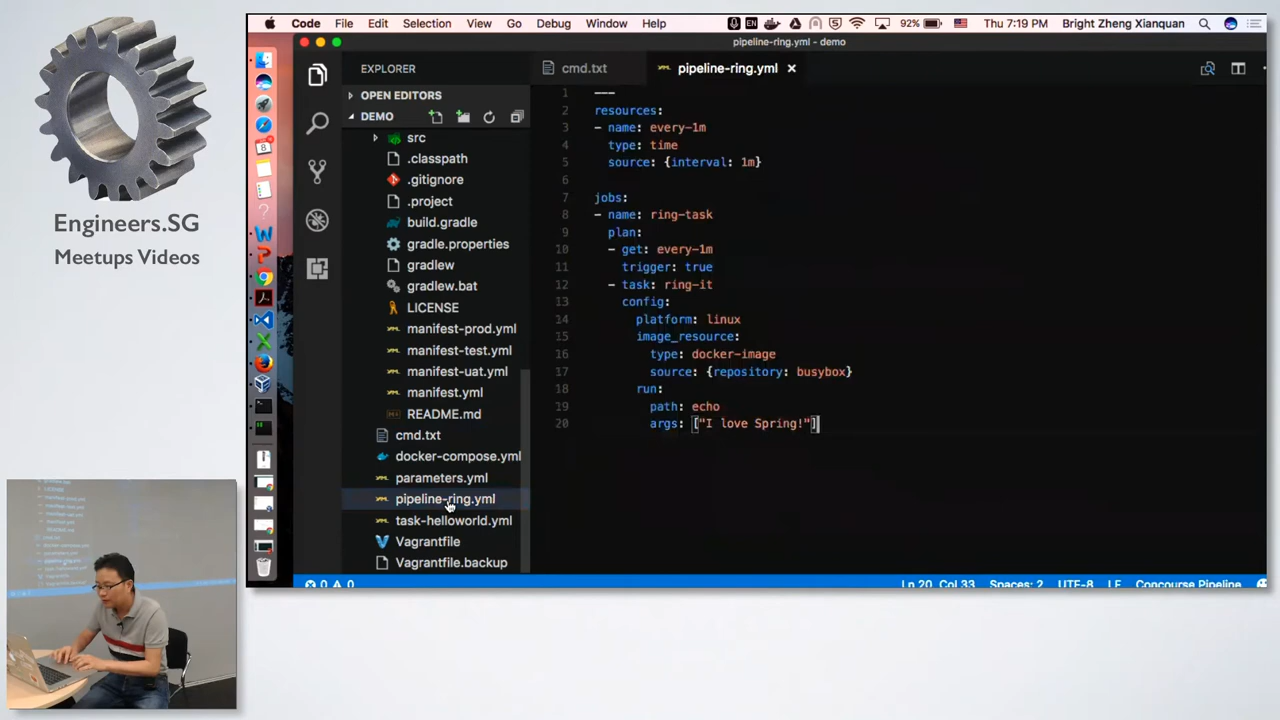 Code File Edit Selection View Go Debug Window Help EN 92% Thu 7:19 PM Bright Zheng Xianquan
pipeline-ring.yml - demo
EXPLORER
OPEN EDITORS
DEMO
src
.classpath
.gitignore
.project
build.gradle
gradle.properties
gradlew
gradlew.bat
LICENSE
manifest-prod.yml
manifest-test.yml
manifest-uat.yml
manifest.yml
README.md
cmd.txt
docker-compose.yml
parameters.yml
pipeline-ring.yml
task-helloworld.yml
Vagrantfile
Vagrantfile.backup
cmd.txt pipeline-ring.yml
1 ---
2 resources:
3 - name: every-1m
4 type: time
5 source: {interval: 1m}
6
7 jobs:
8 - name: ring-task
9 plan:
10 - get: every-1m
11 trigger: true
12 - task: ring-it
13 config:
14 platform: linux
15 image_resource:
16 type: docker-image
17 source: {repository: busybox}
18 run:
19 path: echo
20 args: ["I love Spring!"]
0 0 Ln 20, Col 33 Spaces: 2 UTF-8 LF Concourse Pipeline
Engineers.SG
Meetups Videos